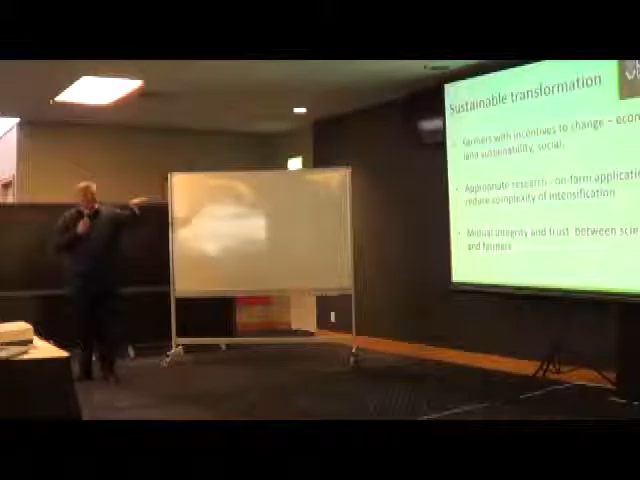 Sustainable transformation
• Farmers with incentives to change – econ
land sustainability, social.
• Appropriate research - on-farm applicati
reduce complexity of intensification
• Mutual integrity and trust between scie
and farmers